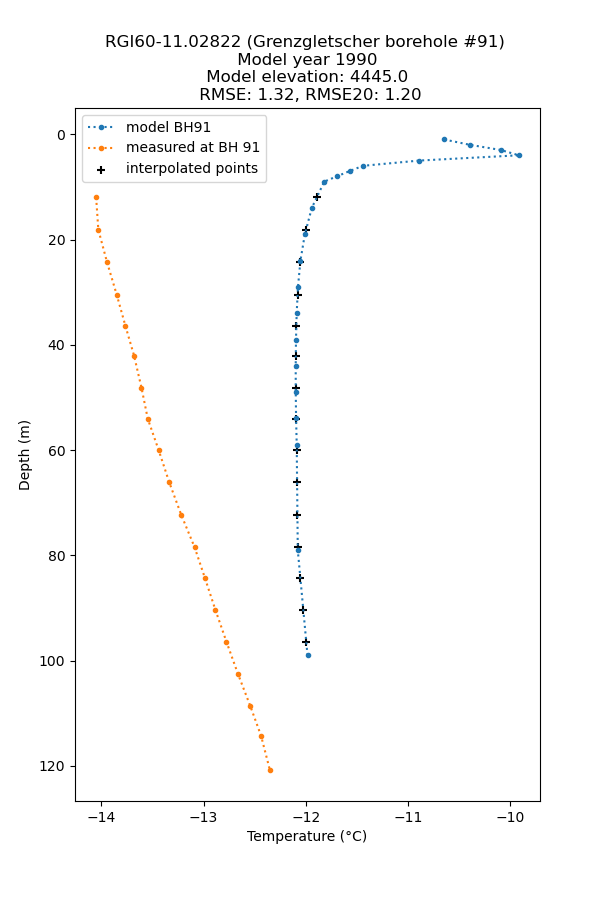 RGI60-11.02822 (Grenzgletscher borehole #91)
Model year 1990
Model elevation: 4445.0
RMSE: 1.32, RMSE20: 1.20
model BH91
measured at BH 91
interpolated points
0
20
40
60
80
100
120
Depth (m)
−14
−13
−12
−11
−10
Temperature (°C)